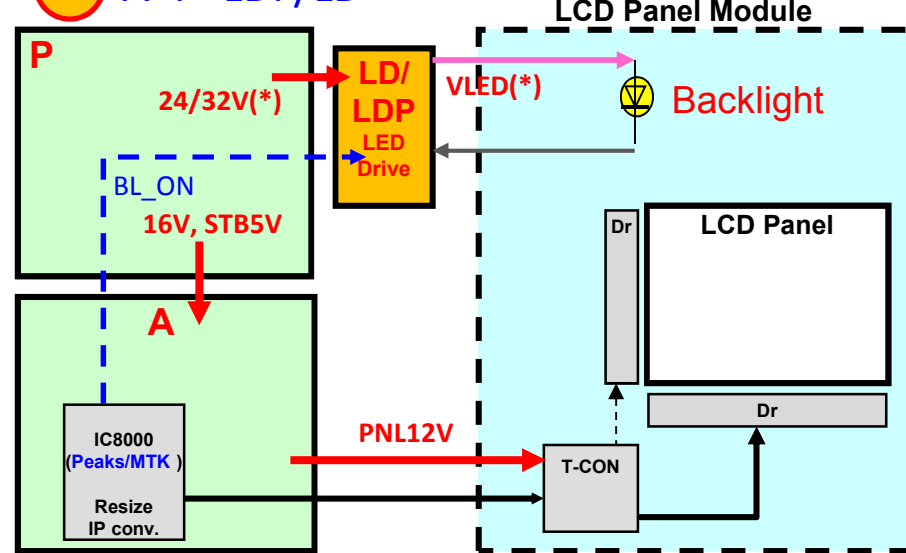 LCD Panel Module
P
24/32V(*)
LD/
LDP
LED
Drive
VLED(*)
Backlight
BL_ON
16V, STB5V
A
Dr
LCD Panel
Dr
IC8000
(Peaks/MTK )
Resize
IP conv.
PNL12V
T-CON